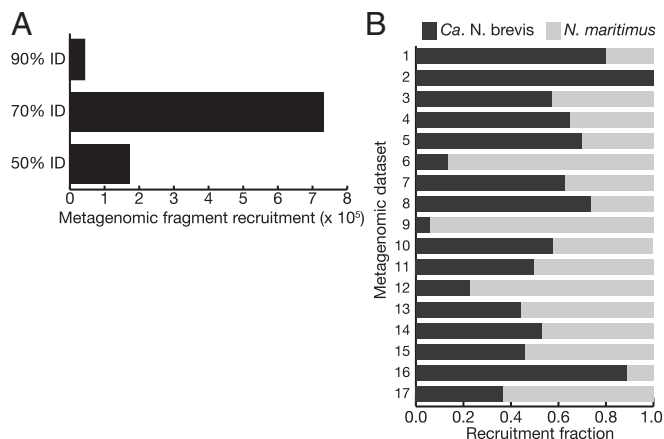 A
90% ID
70% ID
50% ID
0 1 2 3 4 5 6 7 8
Metagenomic fragment recruitment (x 10⁵)
B
Ca. N. brevis N. maritimus
Metagenomic dataset
1
2
3
4
5
6
7
8
9
10
11
12
13
14
15
16
17
0.0 0.2 0.4 0.6 0.8 1.0
Recruitment fraction